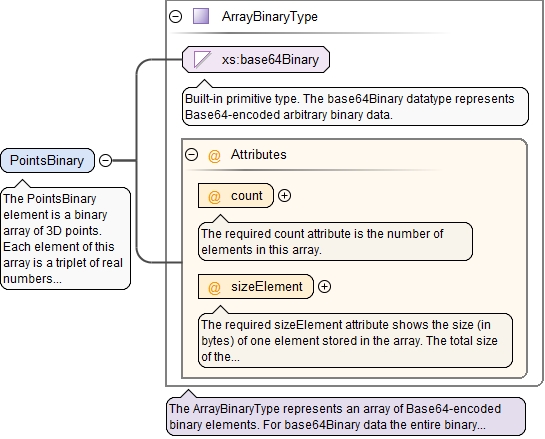 ArrayBinaryType
xs:base64Binary
Built-in primitive type. The base64Binary datatype represents
Base64-encoded arbitrary binary data.
PointsBinary
The PointsBinary
element is a binary
array of 3D points.
Each element of this
array is a triplet of real
numbers...
@ Attributes
@ count
The required count attribute is the number of
elements in this array.
@ sizeElement
The required sizeElement attribute shows the size (in
bytes) of one element stored in the array. The total size
of the...
The ArrayBinaryType represents an array of Base64-encoded
binary elements. For base64Binary data the entire binary...